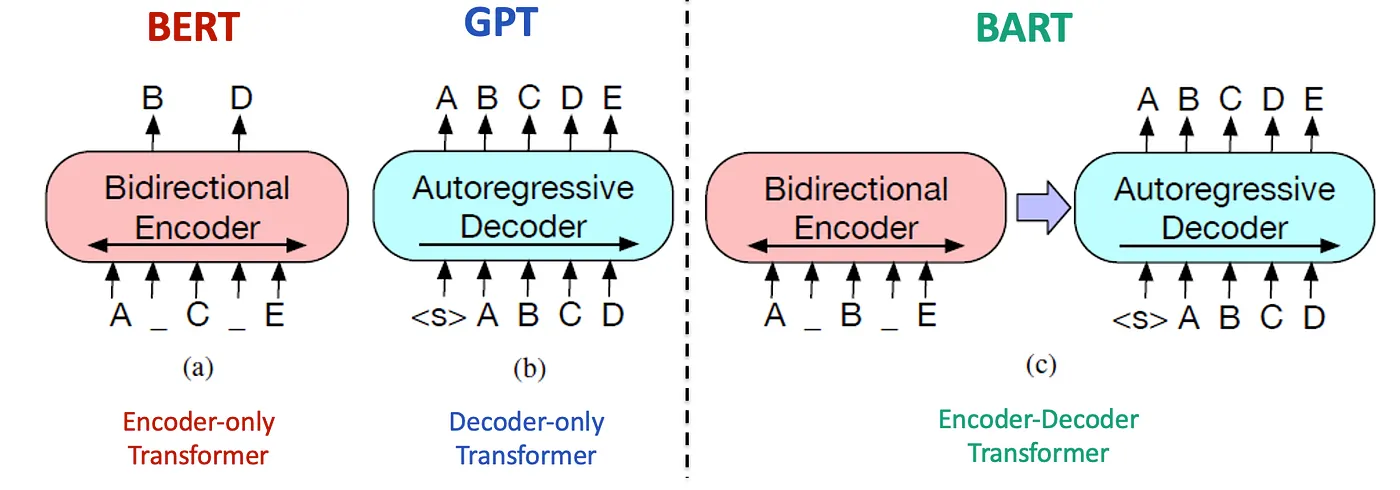 BERT
GPT
BART
B D
A B C D E
A B C D E
Bidirectional
Encoder
Autoregressive
Decoder
Bidirectional
Encoder
Autoregressive
Decoder
A _ C _ E
<s> A B C D
A _ B _ E
<s> A B C D
(a)
(b)
(c)
Encoder-only
Transformer
Decoder-only
Transformer
Encoder-Decoder
Transformer